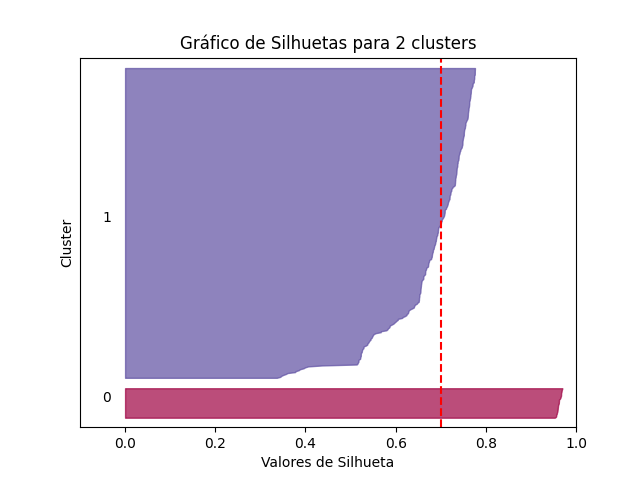 Gráfico de Silhuetas para 2 clusters
Cluster
1
0
0.0 0.2 0.4 0.6 0.8 1.0
Valores de Silhueta